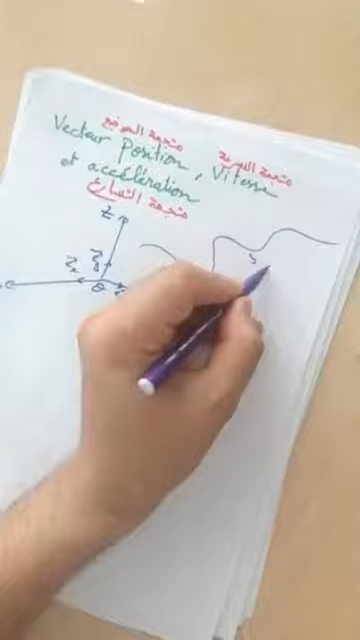 متجهة الموضع
Vecteur Position , Vitesse
متجهة السرعة
et accélération
متجهة التسارع
z
s